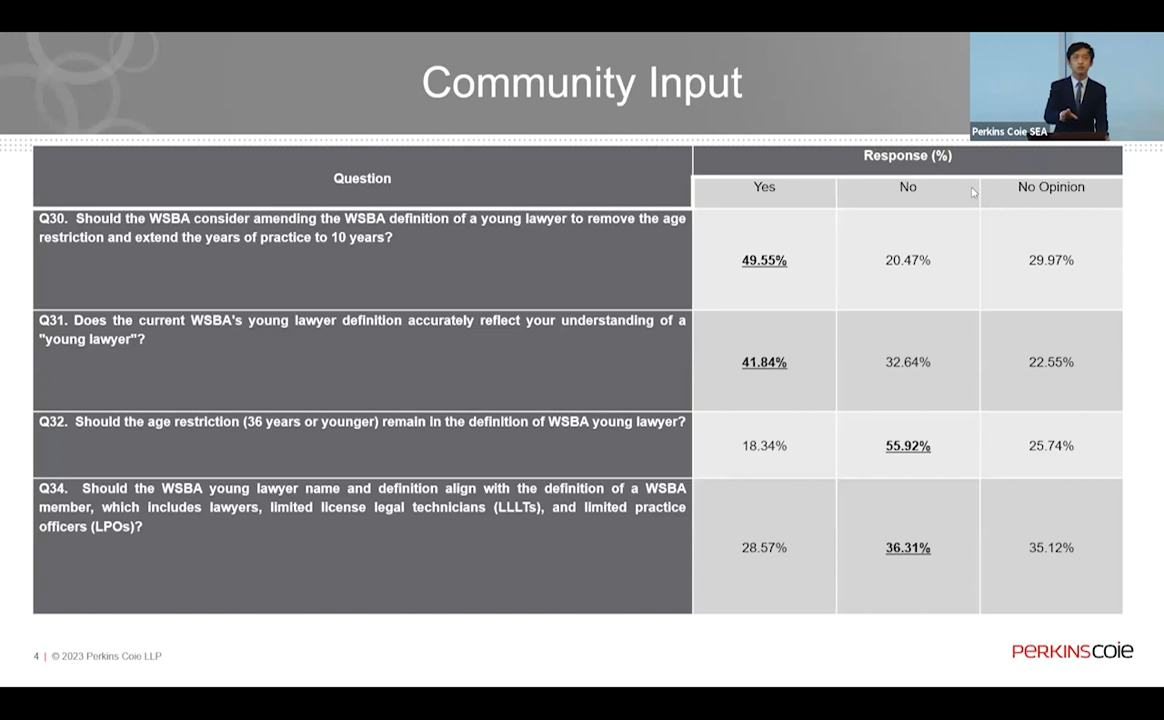 Community Input
Perkins Coie SEA
Question
Response (%)
Yes
No
No Opinion
Q30. Should the WSBA consider amending the WSBA definition of a young lawyer to remove the age
restriction and extend the years of practice to 10 years?
49.55%
20.47%
29.97%
Q31. Does the current WSBA's young lawyer definition accurately reflect your understanding of a
"young lawyer"?
41.84%
32.64%
22.55%
Q32. Should the age restriction (36 years or younger) remain in the definition of WSBA young lawyer?
18.34%
55.92%
25.74%
Q34. Should the WSBA young lawyer name and definition align with the definition of a WSBA
member, which includes lawyers, limited license legal technicians (LLLTs), and limited practice
officers (LPOs)?
28.57%
36.31%
35.12%
4 | © 2023 Perkins Coie LLP
PERKINSCOIE